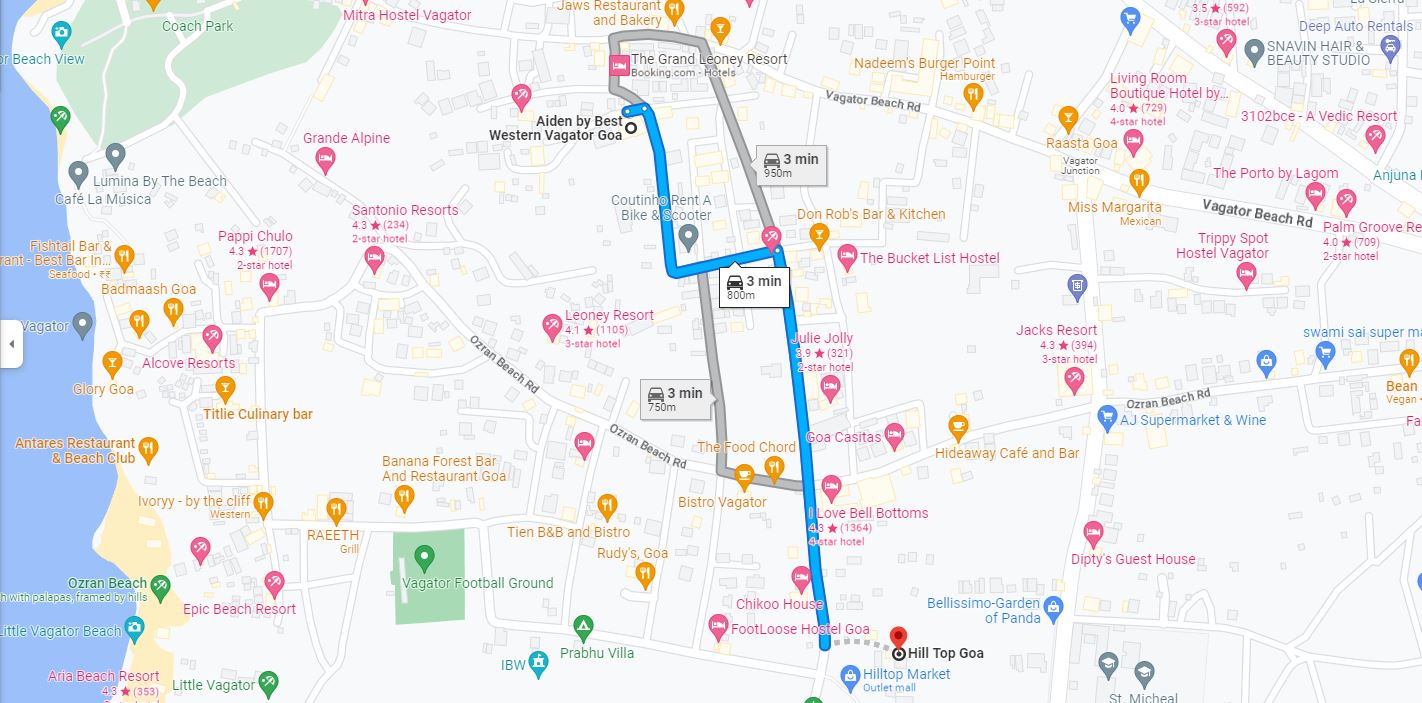 Coach Park
Mitra Hostel Vagator
Jaws Restaurant
and Bakery
3.5 ★ (592)
3-star hotel
Deep Auto Rentals
or Beach View
SNAVIN HAIR &
BEAUTY STUDIO
The Grand Leoney Resort
Booking.com - Hotels
Nadeem's Burger Point
Hamburger
Living Room
Boutique Hotel by...
4.0 ★ (729)
4-star hotel
Vagator Beach Rd
Aiden by Best
Western Vagator Goa
3102bce - A Vedic Resort
Grande Alpine
Raasta Goa
Vagator
Junction
3 min
950m
Lumina By The Beach
Café La Música
The Porto by Lagom
Anjuna
Coutinho Rent A
Bike & Scooter
Santonio Resorts
4.3 ★ (234)
2-star hotel
Don Rob's Bar & Kitchen
Miss Margarita
Mexican
Vagator Beach Rd
Pappi Chulo
4.3 ★ (1707)
2-star hotel
Palm Groove Re
4.0 ★ (709)
2-star hotel
Fishtail Bar &
rant - Best Bar In...
Seafood • ₹₹
Trippy Spot
Hostel Vagator
The Bucket List Hostel
Badmaash Goa
3 min
800m
Vagator
Leoney Resort
4.1 ★ (1105)
3-star hotel
Jacks Resort
4.3 ★ (394)
3-star hotel
swami sai super ma
Julie Jolly
3.9 ★ (321)
2-star hotel
Alcove Resorts
Ozran Beach Rd
Glory Goa
3 min
750m
Bean
Vegan •
Ozran Beach Rd
Titlie Culinary bar
AJ Supermarket & Wine
Fa
Antares Restaurant
& Beach Club
Ozran Beach Rd
The Food Chord
Goa Casitas
Hideaway Café and Bar
Banana Forest Bar
And Restaurant Goa
Ivoryy - by the cliff
Western
Bistro Vagator
I Love Bell Bottoms
4.3 ★ (1364)
4-star hotel
RAEETH
Grill
Tien B&B and Bistro
Rudy's, Goa
Dipty's Guest House
Vagator Football Ground
Ozran Beach
h with palapas, framed by hills
Epic Beach Resort
Chikoo House
Bellissimo-Garden
of Panda
Little Vagator Beach
FootLoose Hostel Goa
Prabhu Villa
Hill Top Goa
IBW
Aria Beach Resort
4.3 ★ (353)
Little Vagator
Hilltop Market
Outlet mall
St. Micheal